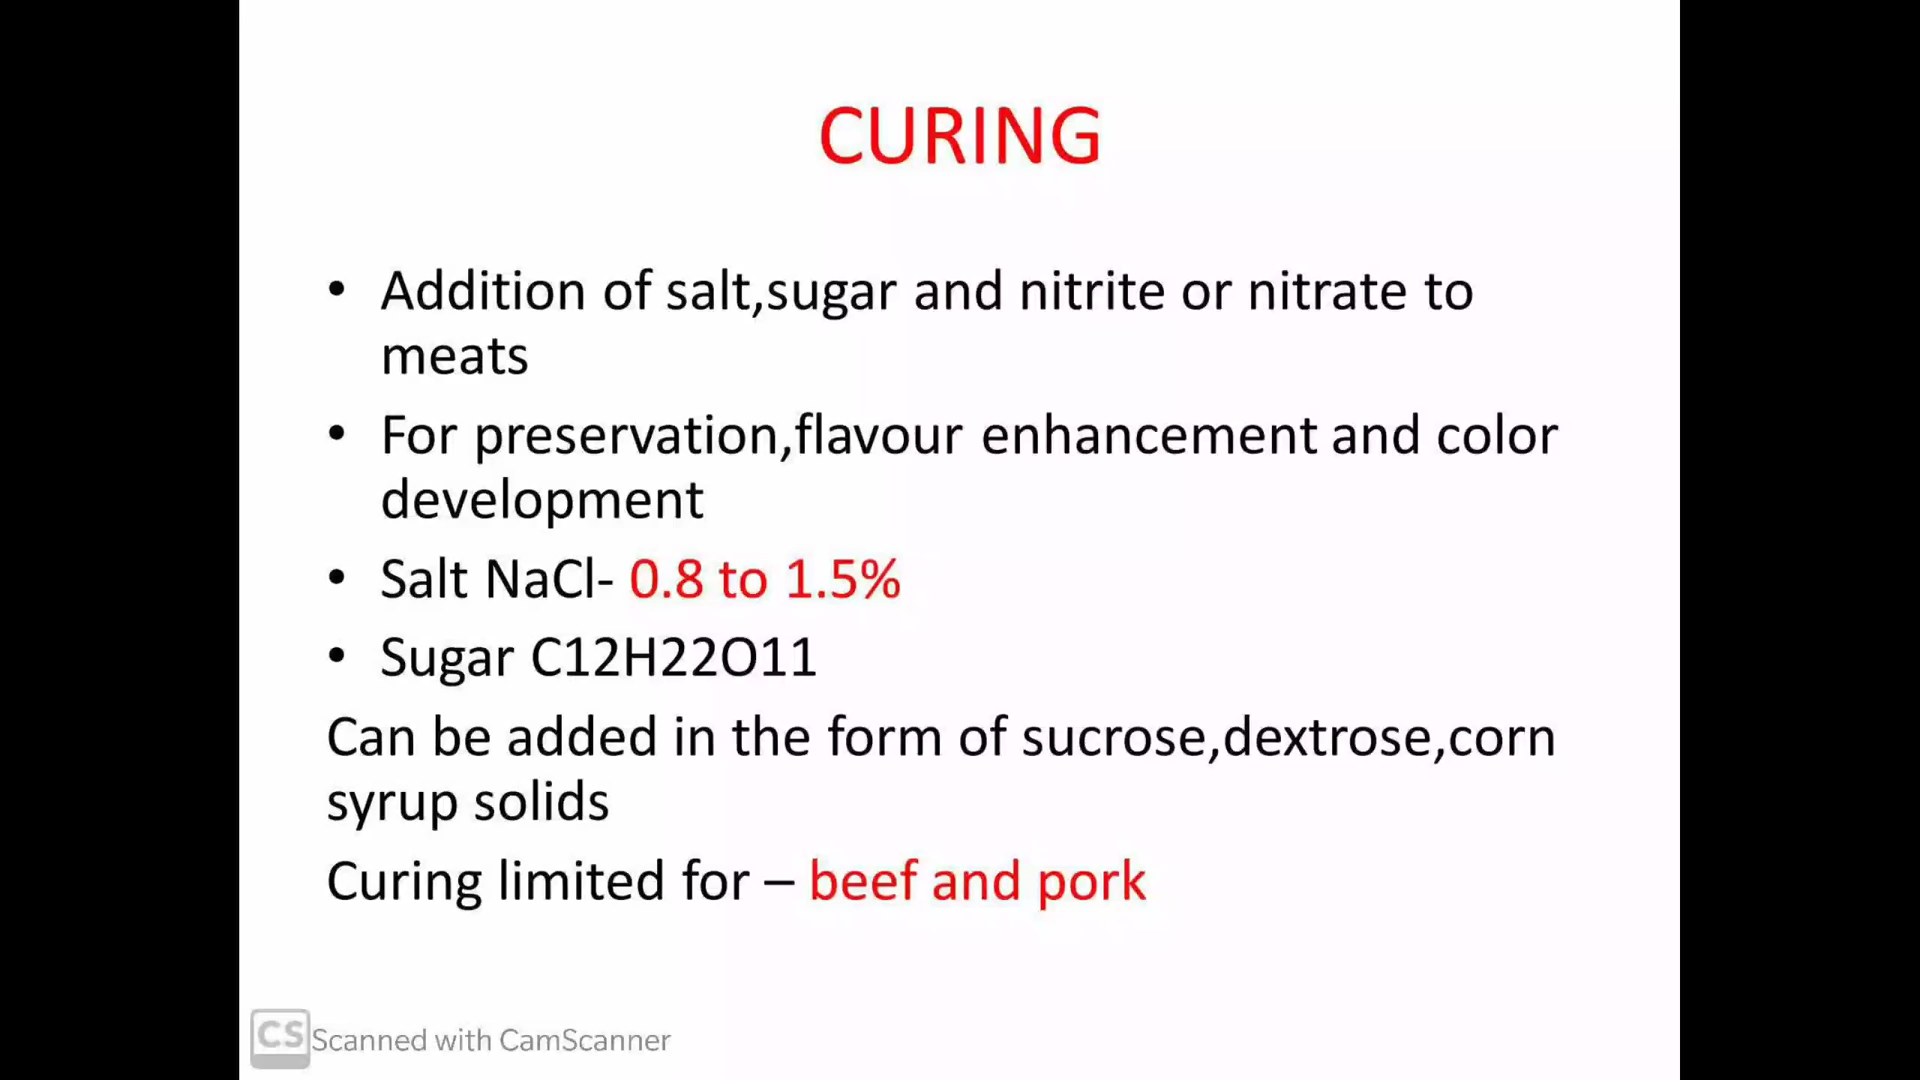 CURING
• Addition of salt,sugar and nitrite or nitrate to
meats
• For preservation,flavour enhancement and color
development
• Salt NaCl- 0.8 to 1.5%
• Sugar C12H22O11
Can be added in the form of sucrose,dextrose,corn
syrup solids
Curing limited for – beef and pork
CS Scanned with CamScanner